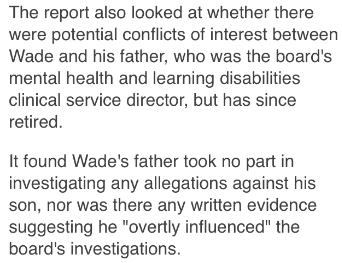 The report also looked at whether there
were potential conflicts of interest between
Wade and his father, who was the board's
mental health and learning disabilities
clinical service director, but has since
retired.
It found Wade's father took no part in
investigating any allegations against his
son, nor was there any written evidence
suggesting he "overtly influenced" the
board's investigations.